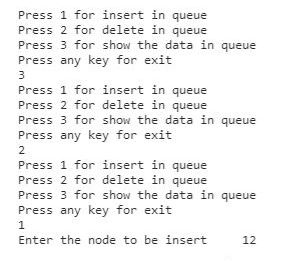 Press 1 for insert in queue
Press 2 for delete in queue
Press 3 for show the data in queue
Press any key for exit
3
Press 1 for insert in queue
Press 2 for delete in queue
Press 3 for show the data in queue
Press any key for exit
2
Press 1 for insert in queue
Press 2 for delete in queue
Press 3 for show the data in queue
Press any key for exit
1
Enter the node to be insert     12